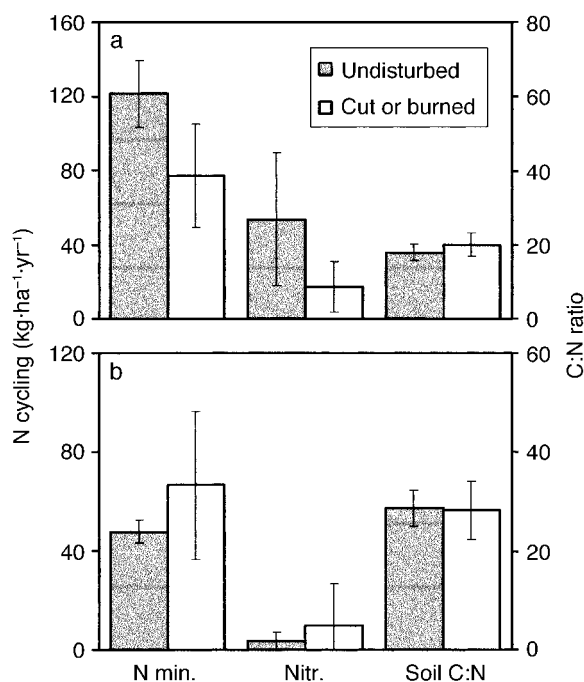 a
Undisturbed
Cut or burned
160
120
80
40
0
80
60
40
20
0
N cycling (kg·ha⁻¹·yr⁻¹)
C:N ratio
b
120
80
40
0
60
40
20
0
N min.
Nitr.
Soil C:N